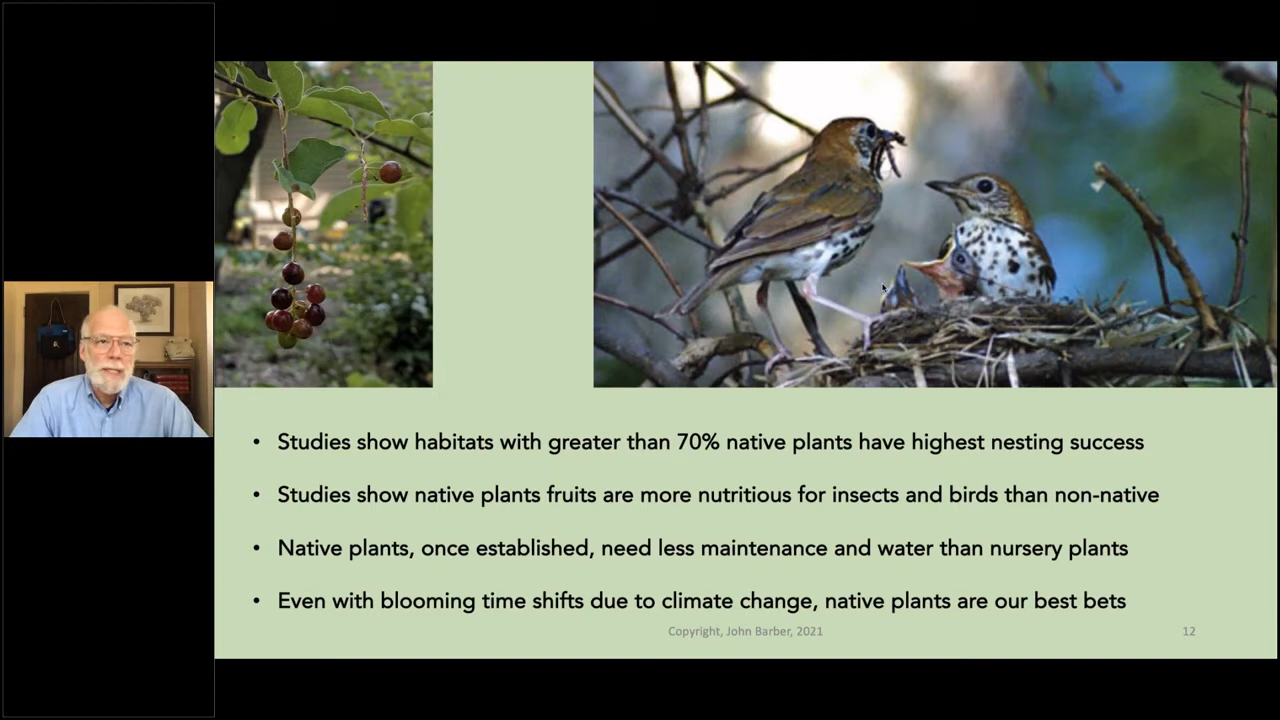 • Studies show habitats with greater than 70% native plants have highest nesting success
• Studies show native plants fruits are more nutritious for insects and birds than non-native
• Native plants, once established, need less maintenance and water than nursery plants
• Even with blooming time shifts due to climate change, native plants are our best bets
Copyright, John Barber, 2021
12